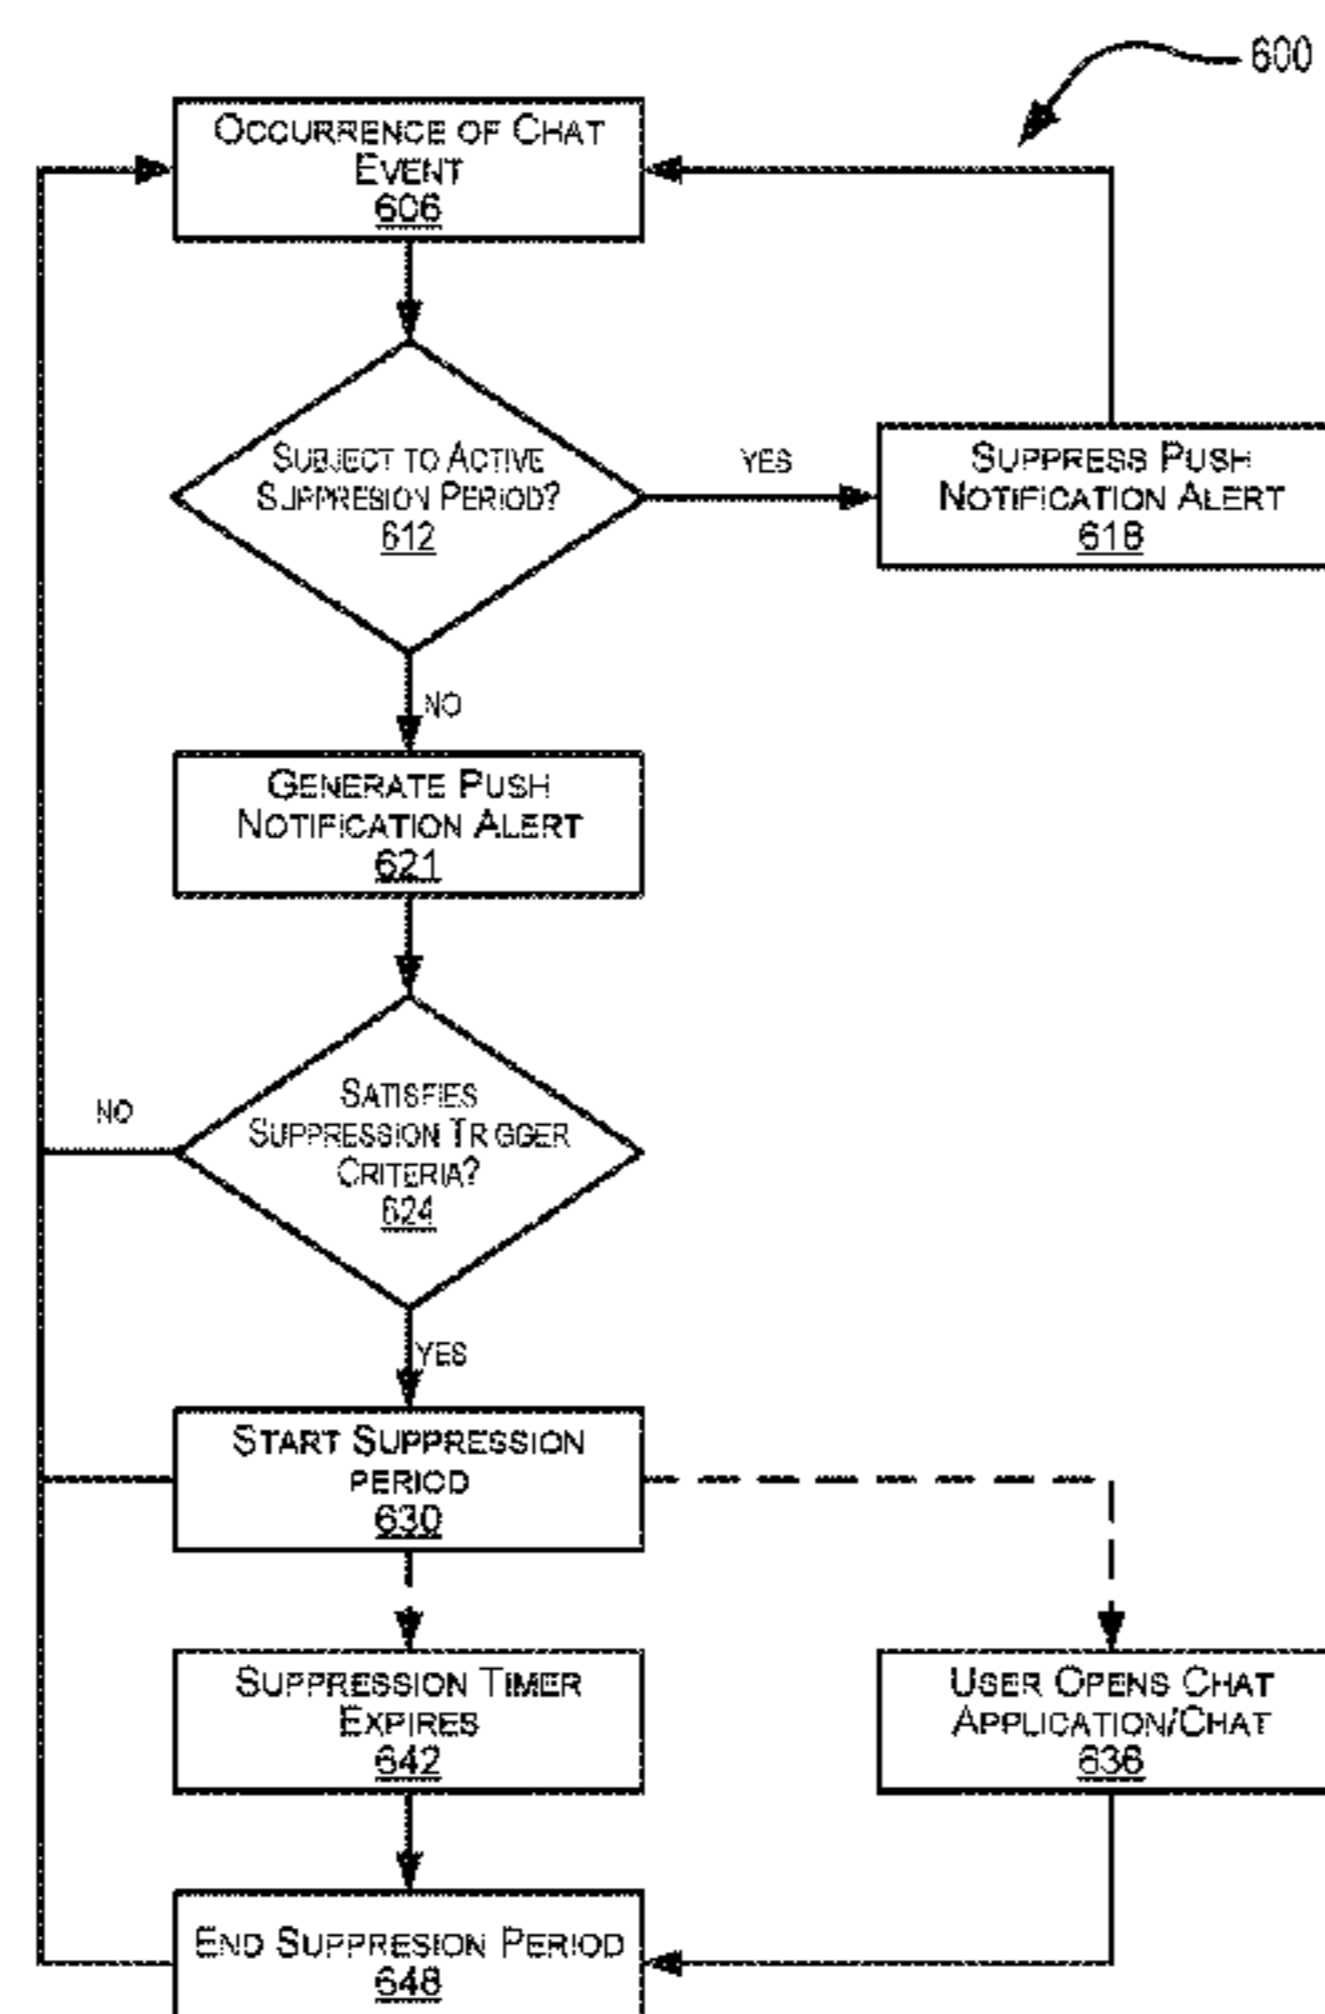 600
OCCURRENCE OF CHAT
EVENT
606
SUBJECT TO ACTIVE
SUPPRESION PERIOD?
612
YES
SUPPRESS PUSH
NOTIFICATION ALERT
618
NO
GENERATE PUSH
NOTIFICATION ALERT
621
SATISFIES
SUPPRESSION TRIGGER
CRITERIA?
624
NO
YES
START SUPPRESSION
PERIOD
630
SUPPRESSION TIMER
EXPIRES
642
USER OPENS CHAT
APPLICATION/CHAT
636
END SUPPRESION PERIOD
648